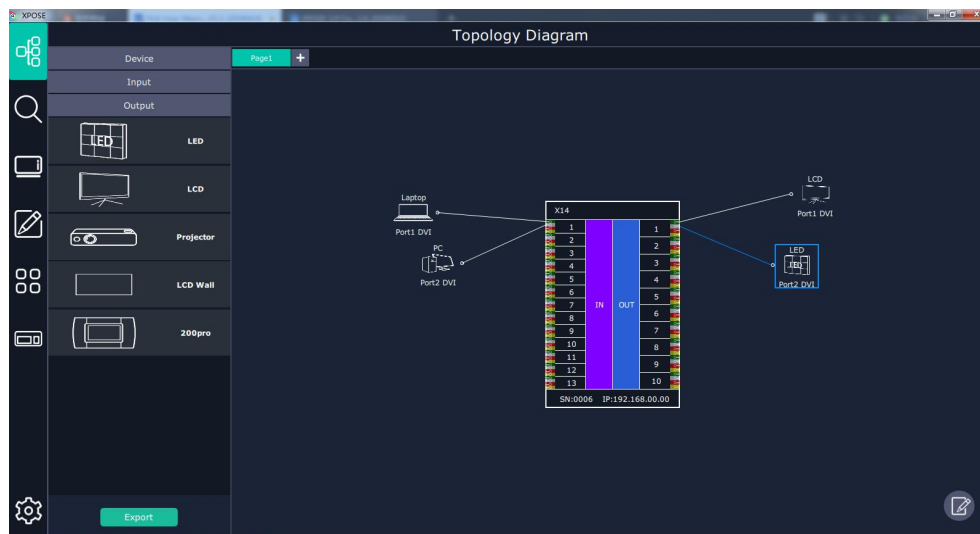 XPOSE
Topology Diagram
Device
Input
Output
LED
LED
LCD
Projector
LCD Wall
200pro
Export
Page1 +
Laptop
Port1 DVI
PC
Port2 DVI
X14
1
2
3
4
5
6
7
8
9
10
11
12
13
IN
OUT
1
2
3
4
5
6
7
8
9
10
SN:0006 IP:192.168.00.00
LCD
Port1 DVI
LED
LED
Port2 DVI